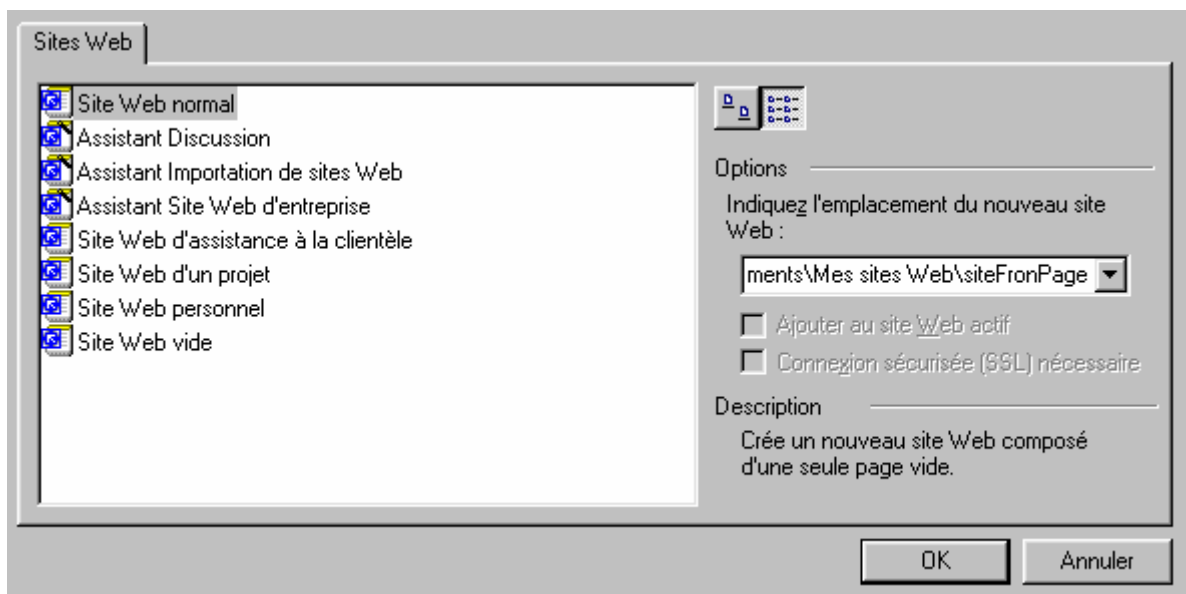 Sites Web
Site Web normal
Assistant Discussion
Assistant Importation de sites Web
Assistant Site Web d'entreprise
Site Web d'assistance à la clientèle
Site Web d'un projet
Site Web personnel
Site Web vide
Options
Indiquez l'emplacement du nouveau site
Web :
ments\Mes sites Web\siteFronPage
Ajouter au site Web actif
Connexion sécurisée (SSL) nécessaire
Description
Crée un nouveau site Web composé
d'une seule page vide.
OK
Annuler